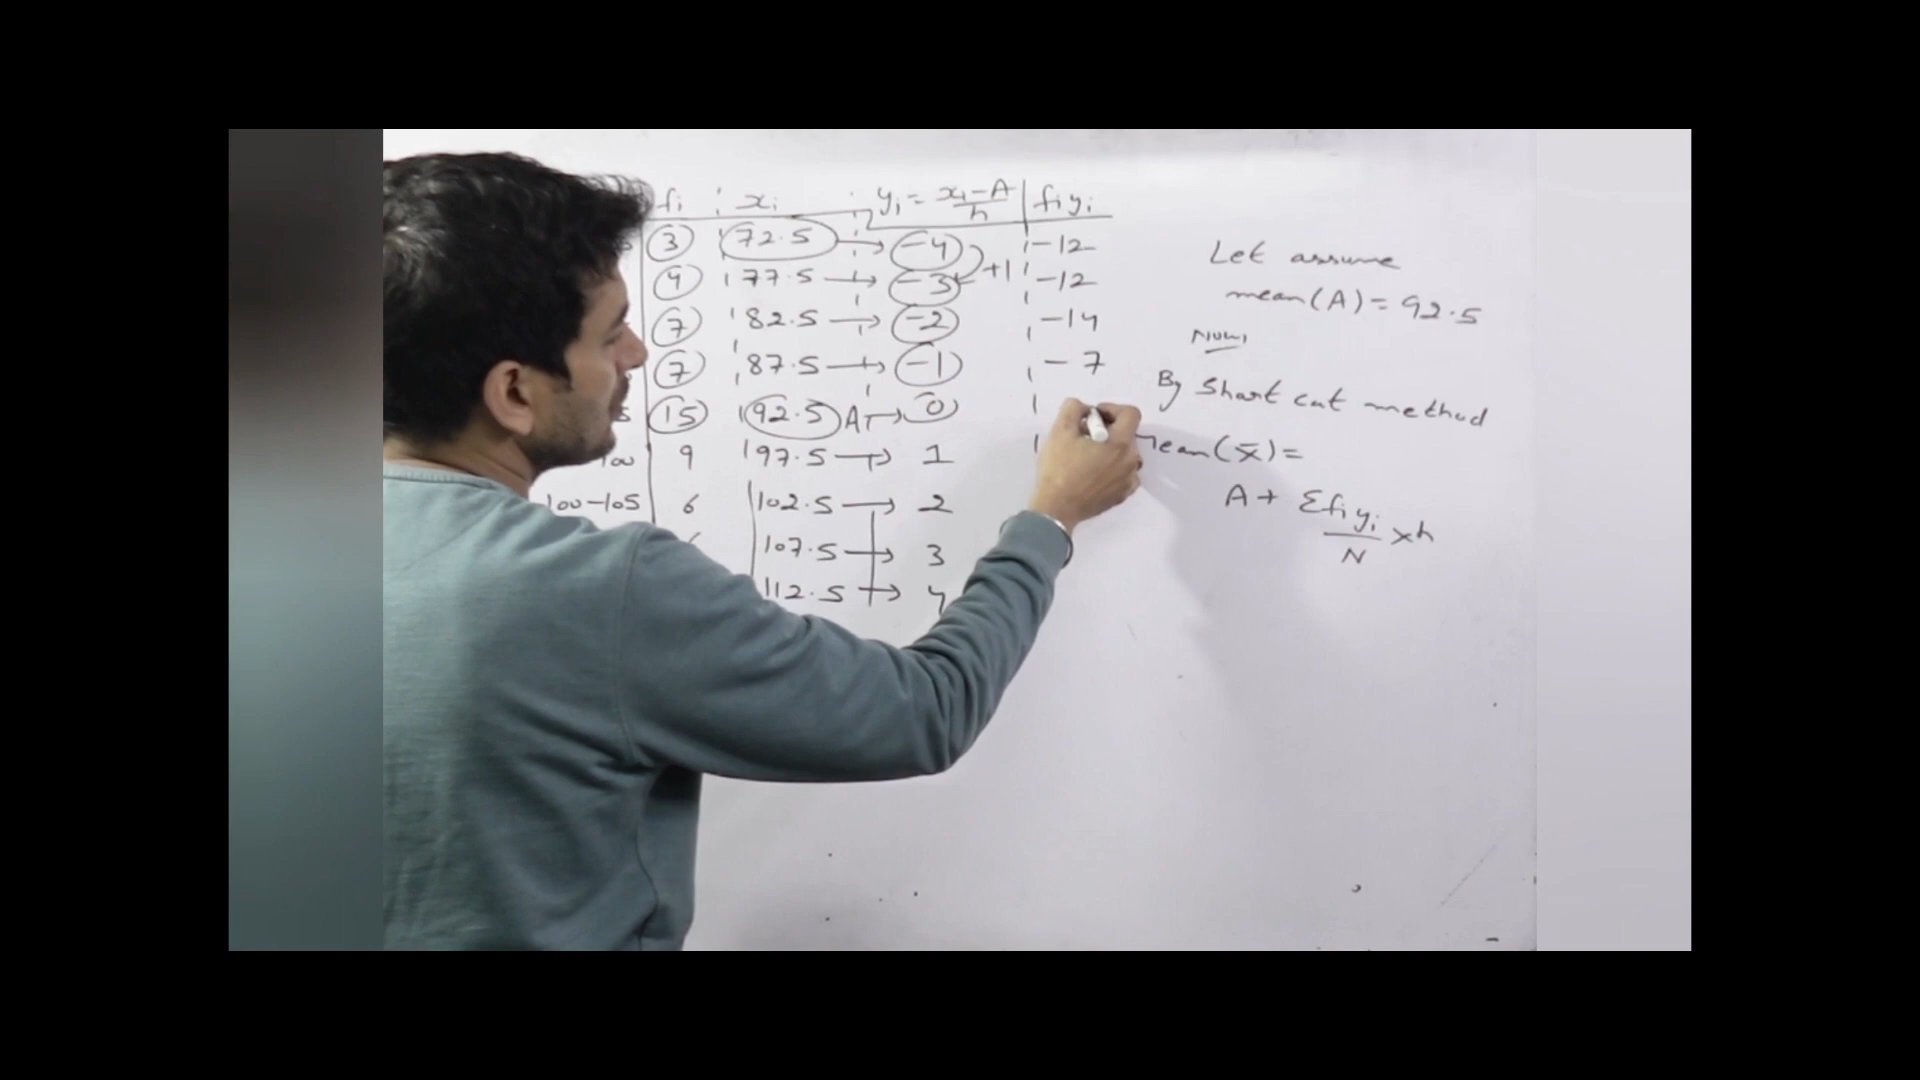 fi xi yi = xi-A/h fiyi
3 72.5 → -4 -12
4 77.5 → -3 +1 -12
7 82.5 → -2 -14
7 87.5 → -1 -7
15 92.5 A → 0
100 9 97.5 → 1
100-105 6 102.5 → 2
107.5 → 3
112.5 → 4
Let assume
mean(A) = 92.5
Now,
By Short cut method
mean(x̄) =
A + Σfiyi/N × h